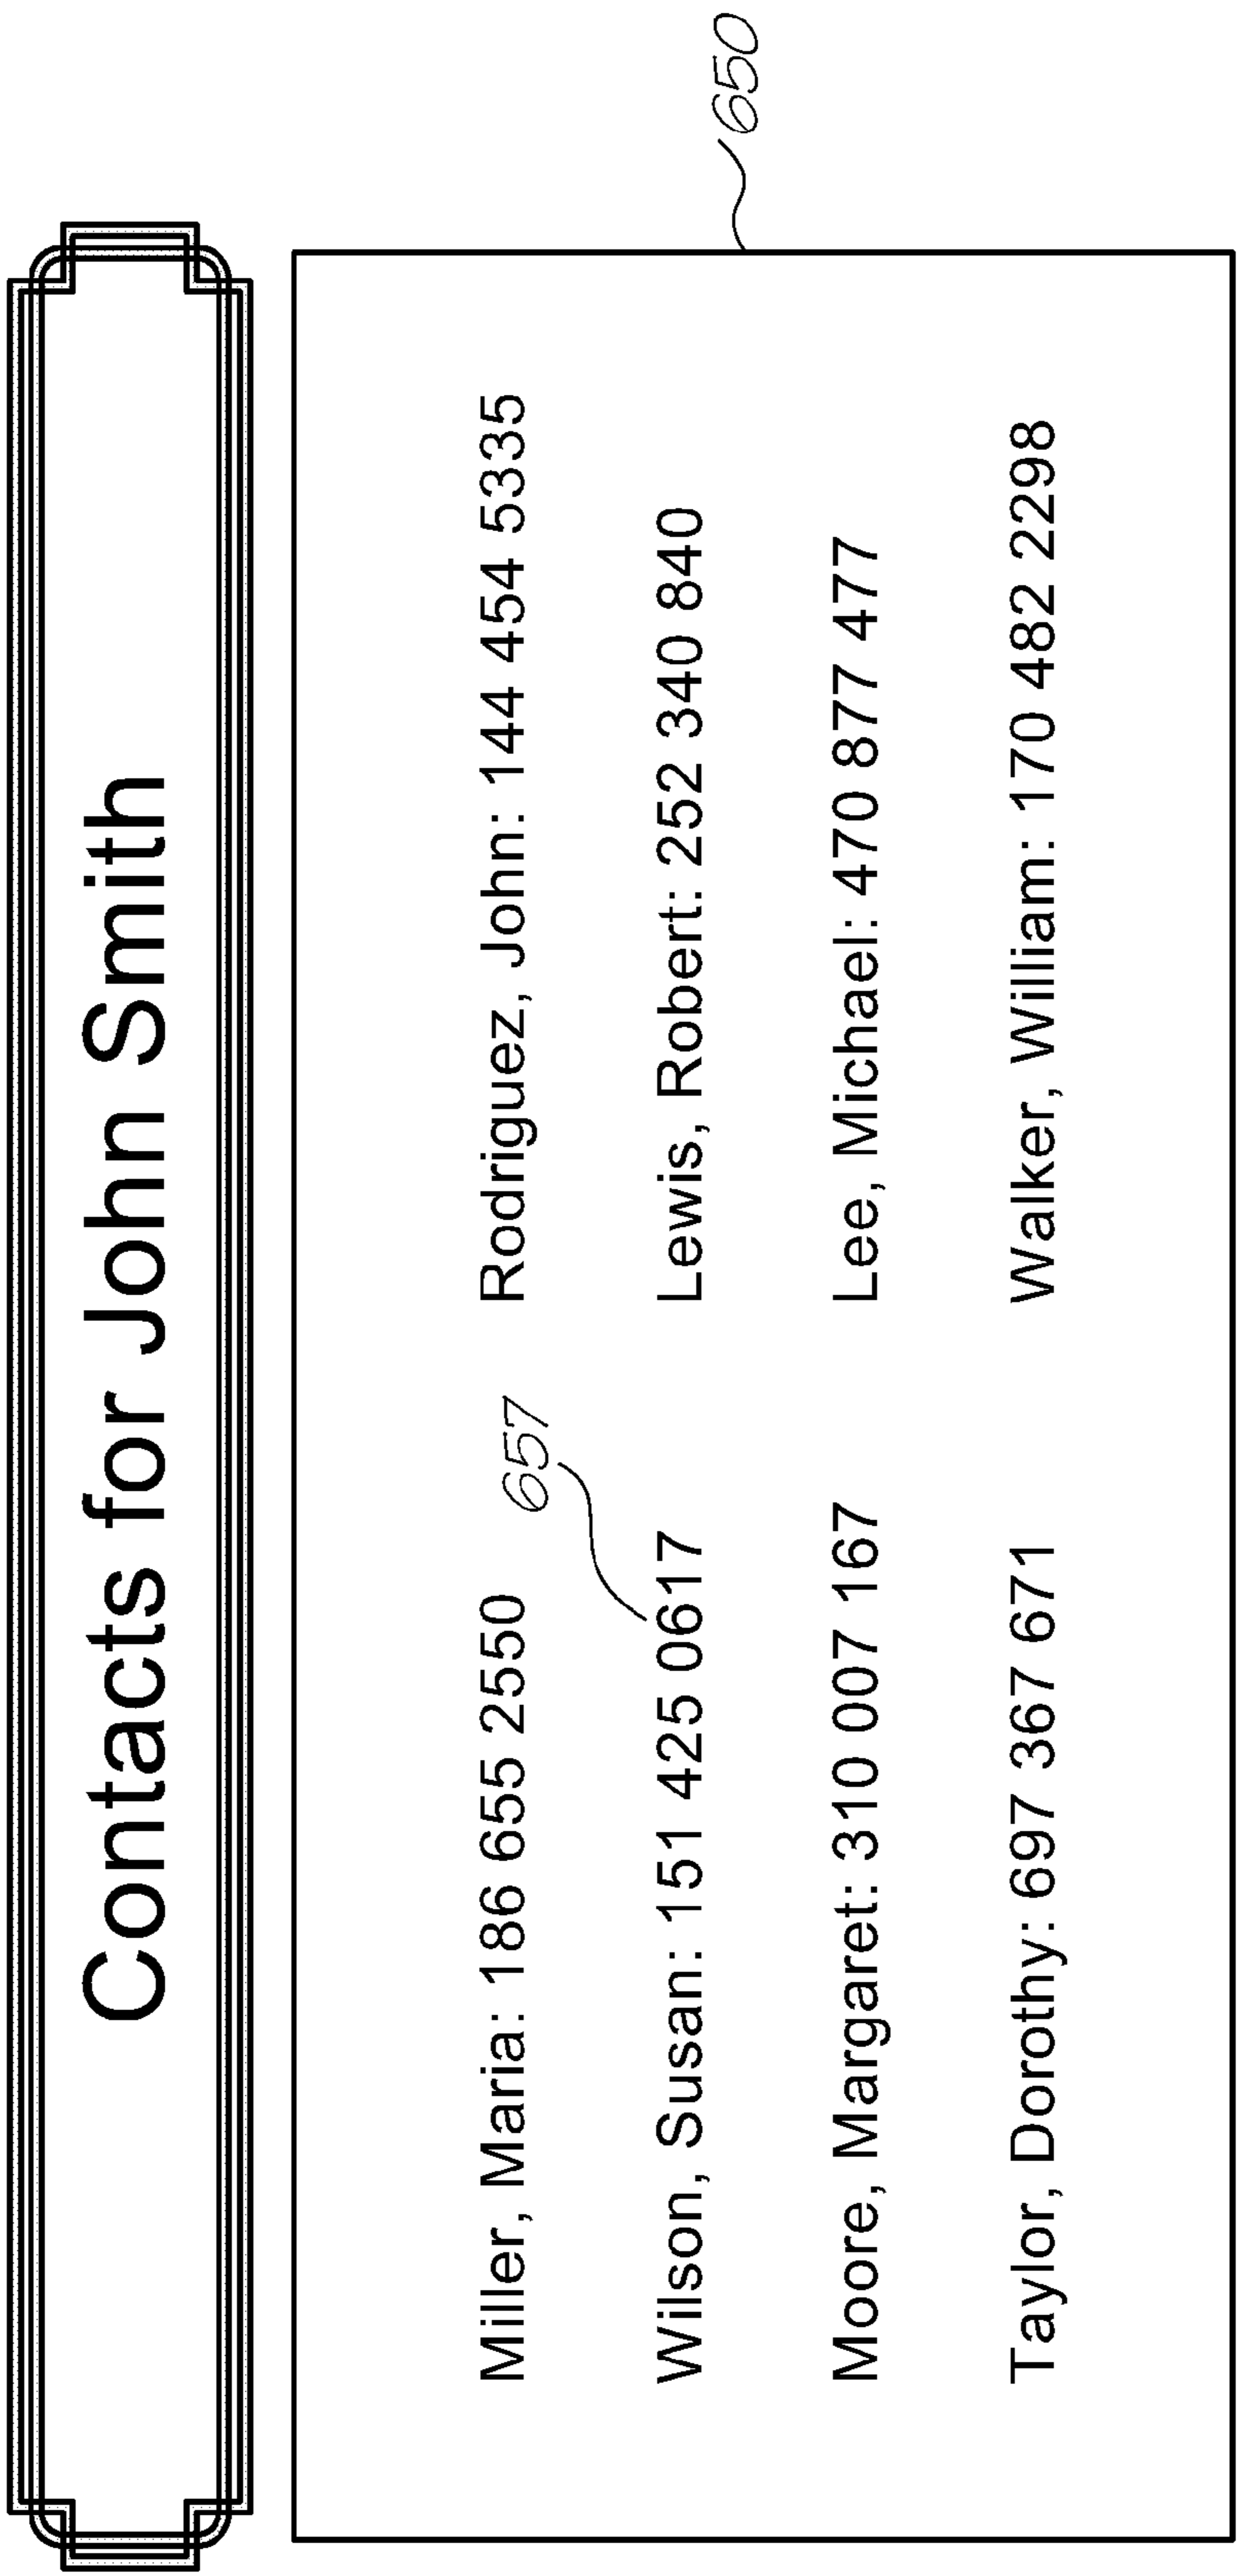 Contacts for John Smith
650
Miller, Maria: 186 655 2550
Rodriguez, John: 144 454 5335
657
Wilson, Susan: 151 425 0617
Lewis, Robert: 252 340 840
Moore, Margaret: 310 007 167
Lee, Michael: 470 877 477
Taylor, Dorothy: 697 367 671
Walker, William: 170 482 2298